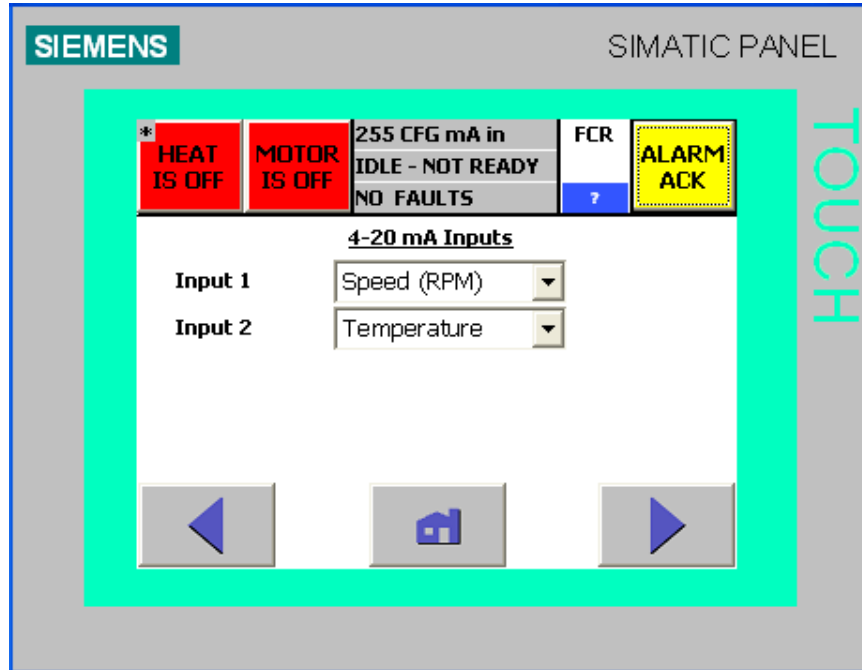 SIEMENS
SIMATIC PANEL
TOUCH
*
HEAT
IS OFF
MOTOR
IS OFF
255 CFG mA in
IDLE - NOT READY
NO FAULTS
FCR
?
ALARM
ACK
4-20 mA Inputs
Input 1
Speed (RPM)
Input 2
Temperature